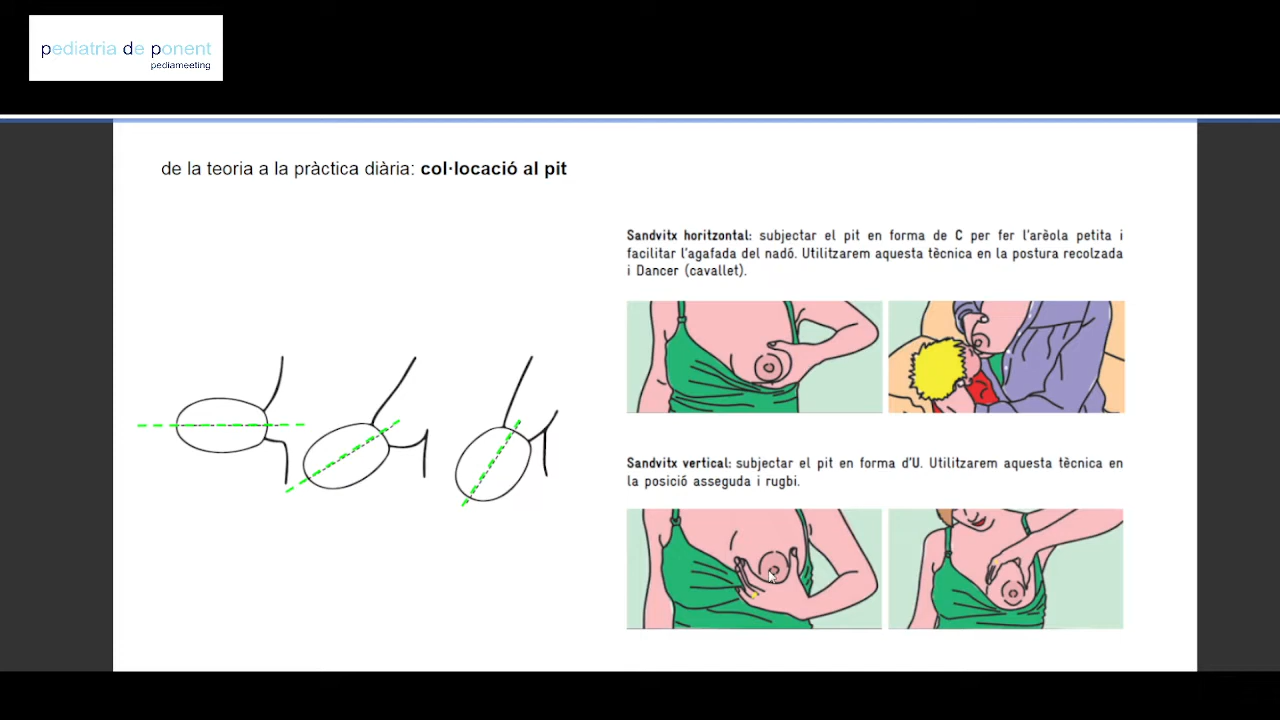 pediatria de ponent
pediameeting
de la teoria a la pràctica diària: col·locació al pit
Sandvitx horitzontal: subjectar el pit en forma de C per fer l'arèola petita i
facilitar l'agafada del nadó. Utilitzarem aquesta tècnica en la postura recolzada
i Dancer (cavallet).
Sandvitx vertical: subjectar el pit en forma d'U. Utilitzarem aquesta tècnica en
la posició asseguda i rugbi.